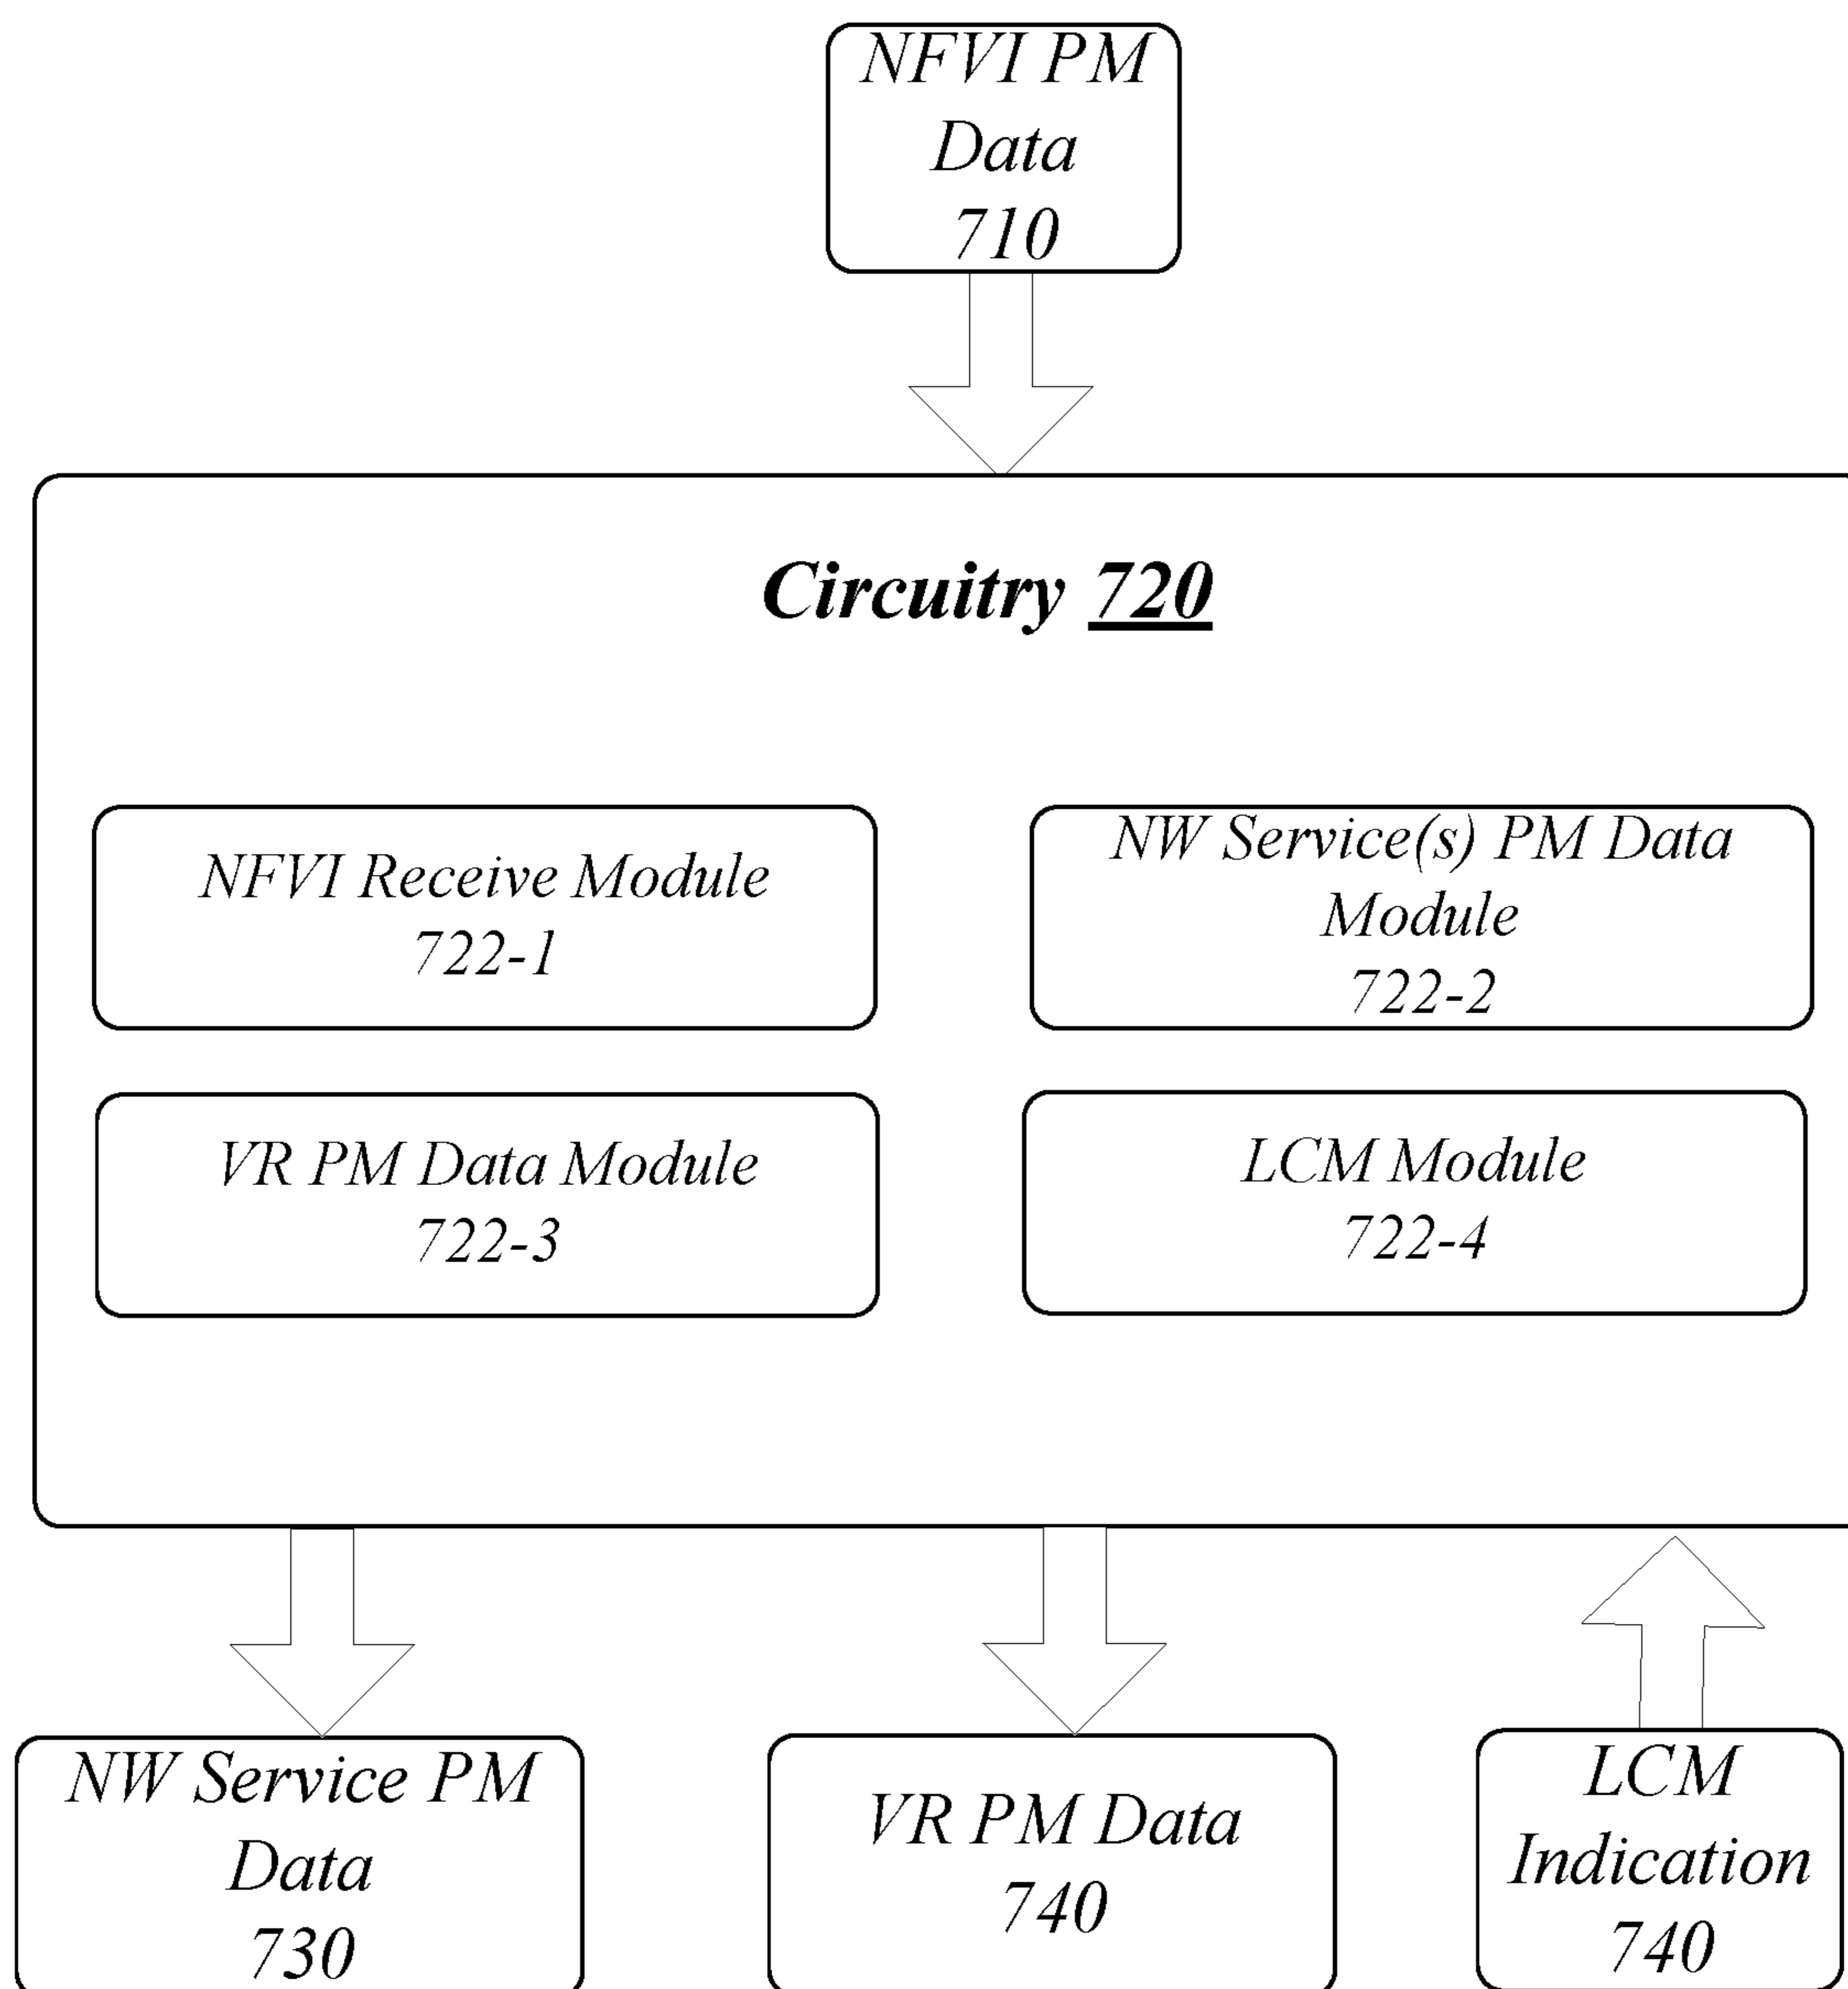 NFVI PM
Data
710
Circuitry 720
NFVI Receive Module
722-1
NW Service(s) PM Data
Module
722-2
VR PM Data Module
722-3
LCM Module
722-4
NW Service PM
Data
730
VR PM Data
740
LCM
Indication
740